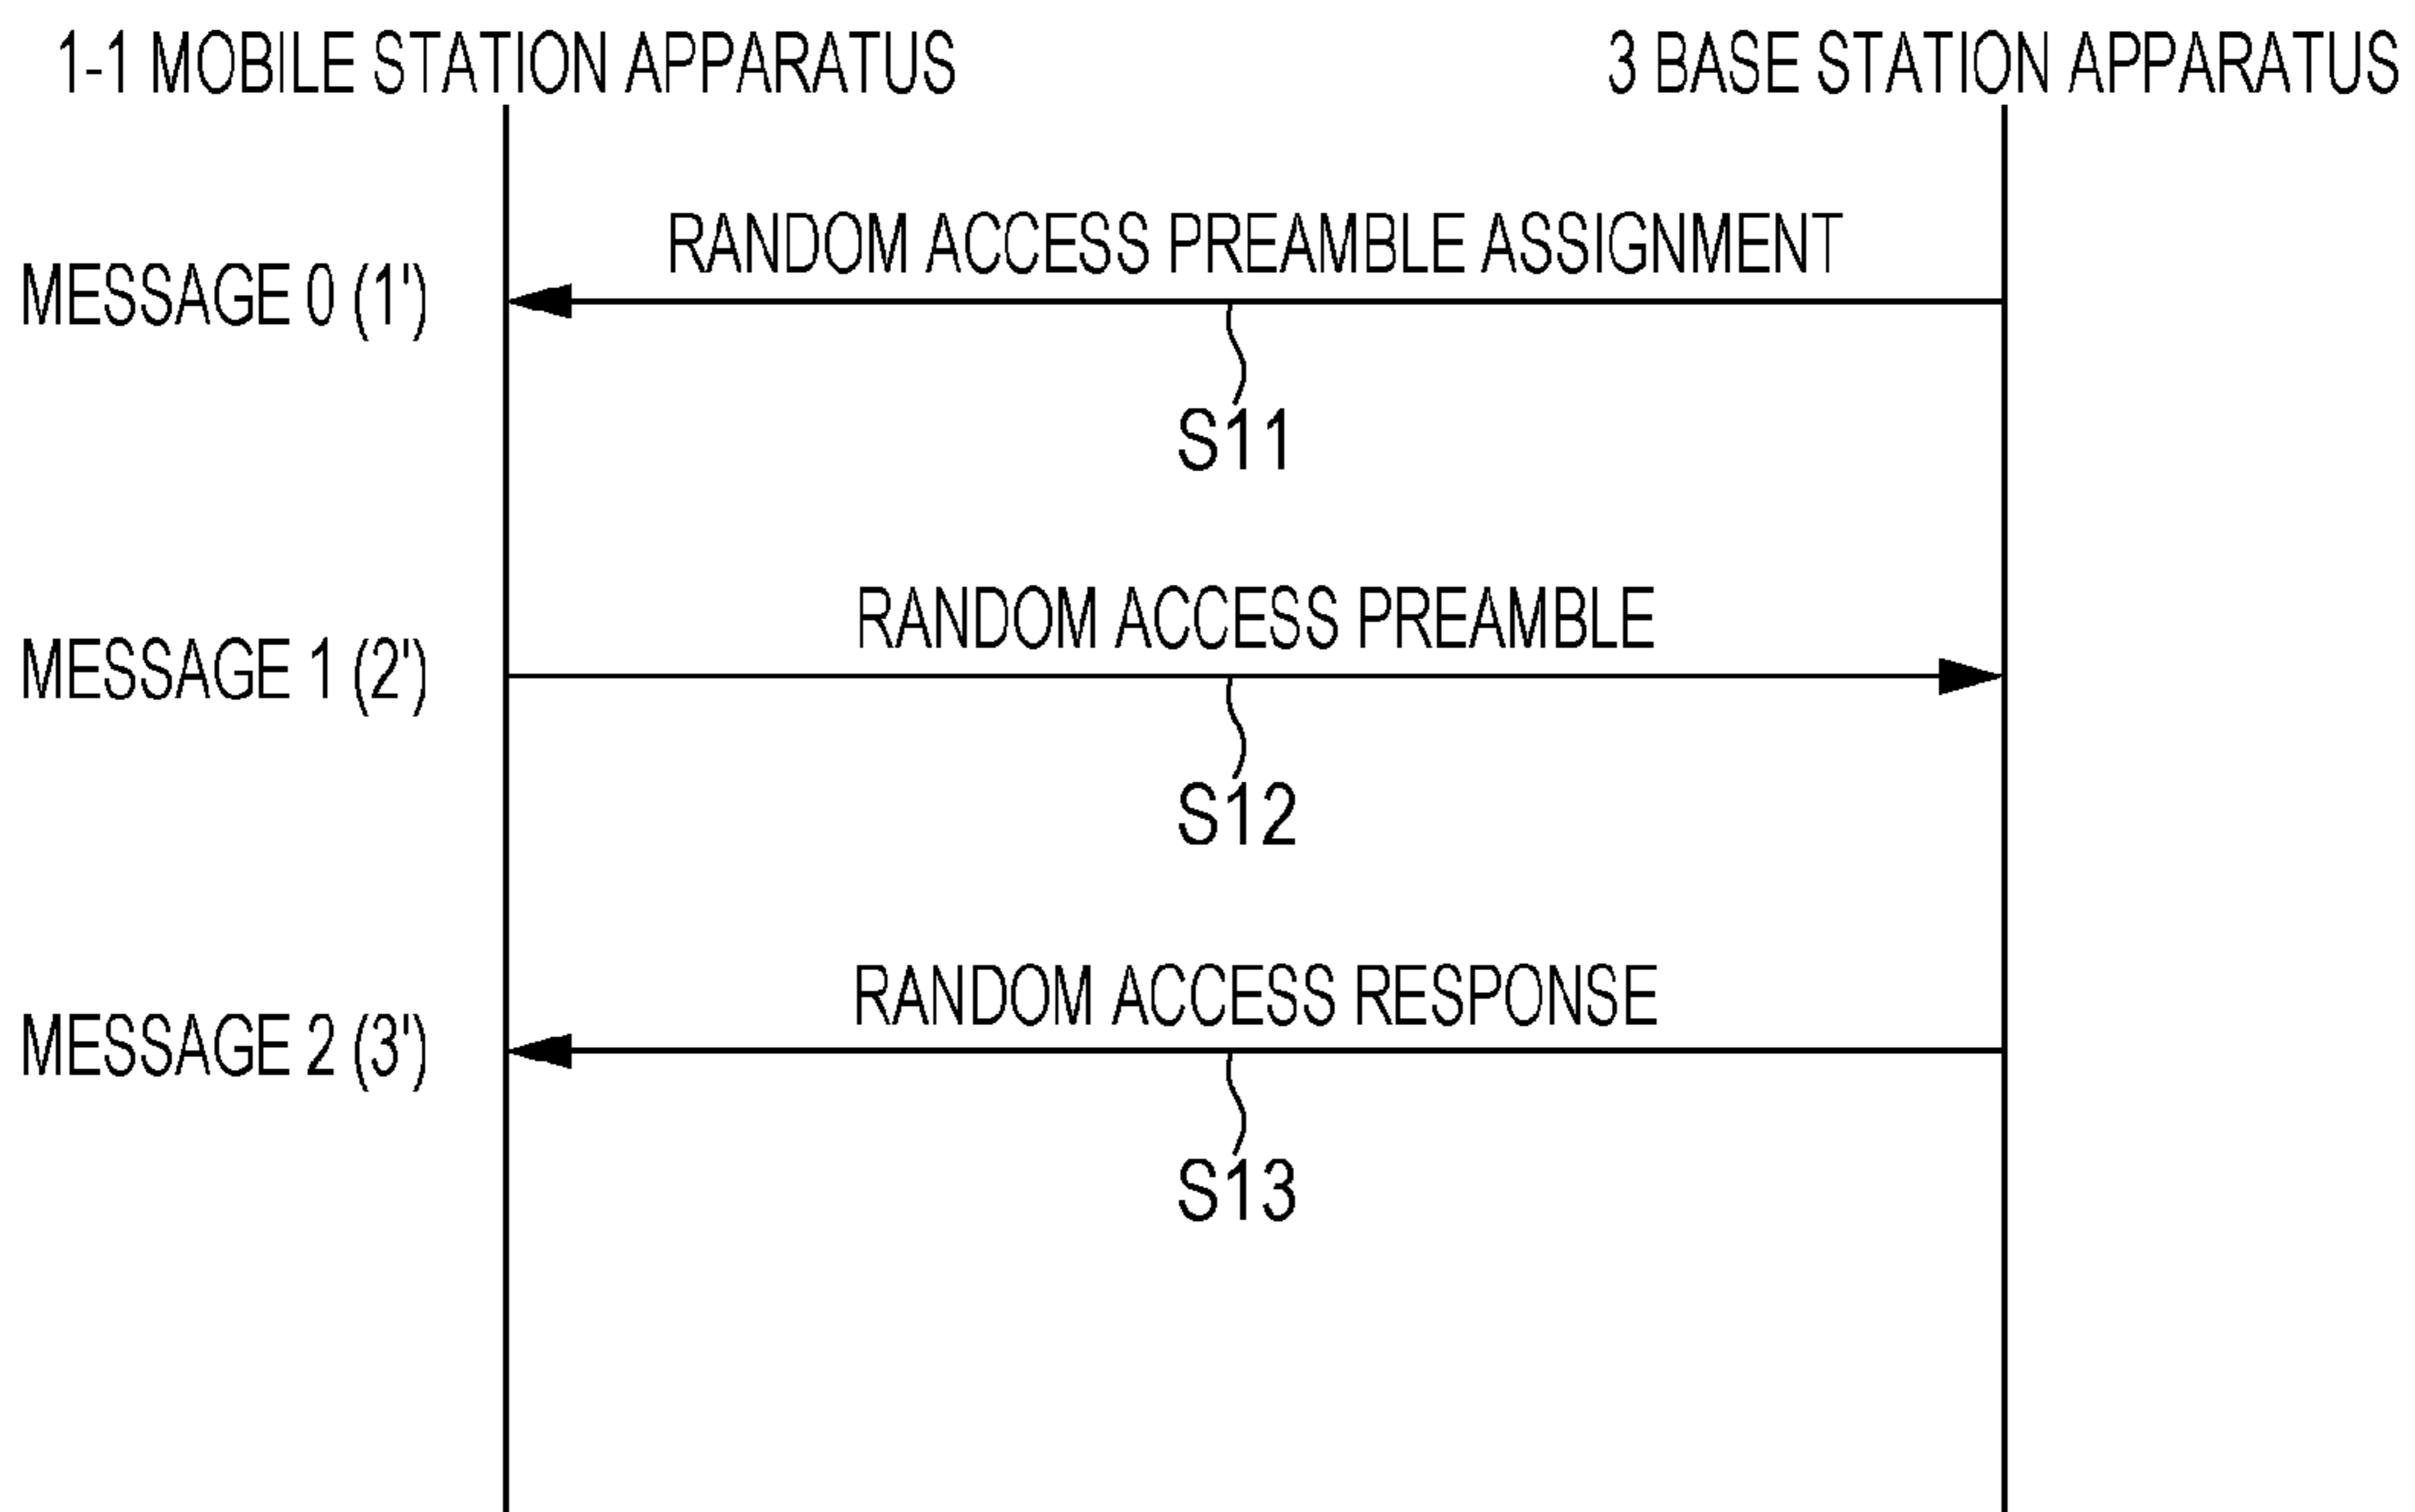 1-1 MOBILE STATION APPARATUS
3 BASE STATION APPARATUS
RANDOM ACCESS PREAMBLE ASSIGNMENT
MESSAGE 0 (1')
S11
RANDOM ACCESS PREAMBLE
MESSAGE 1 (2')
S12
RANDOM ACCESS RESPONSE
MESSAGE 2 (3')
S13